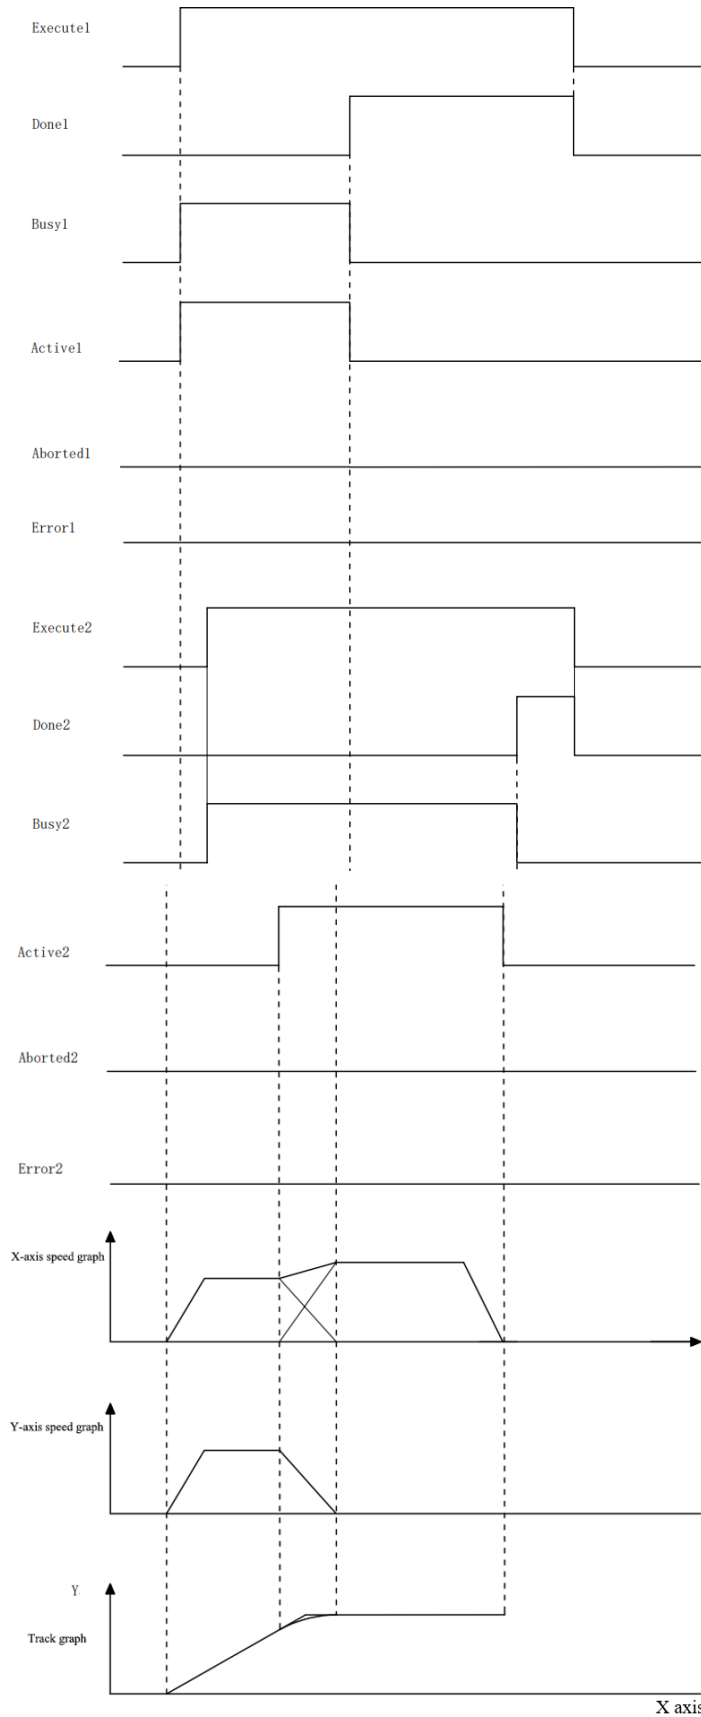 Execute1
Done1
Busy1
Active1
Aborted1
Error1
Execute2
Done2
Busy2
Active2
Aborted2
Error2
X-axis speed graph
Y-axis speed graph
Y
Track graph
X axis